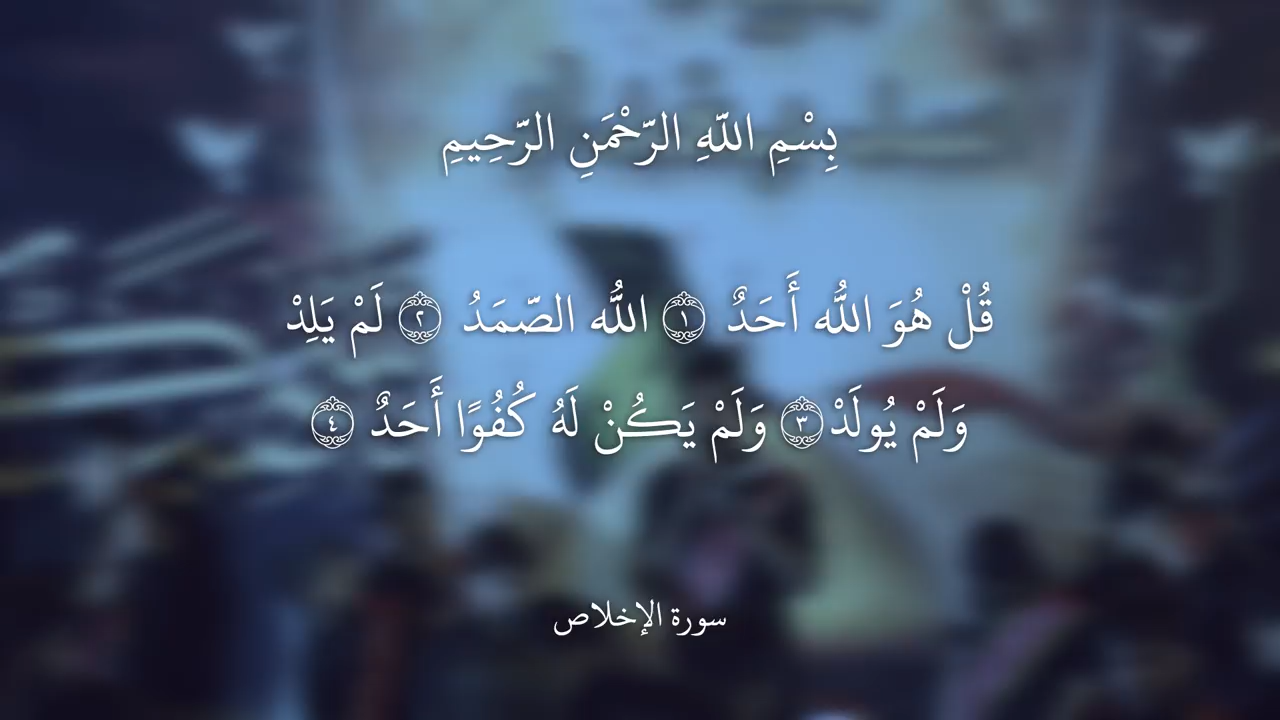 بِسْمِ اللّهِ الرّحْمَنِ الرّحِيمِ
قُلْ هُوَ اللّٰه أَحَدٌ ۝١ اللّٰه الصّمَدُ ۝٢ لَمْ يَلِدْ
وَلَمْ يُولَدْ ۝٣ وَلَمْ يَكُنْ لَهُ كُفُوًا أَحَدٌ ۝٤
سورة الإخلاص